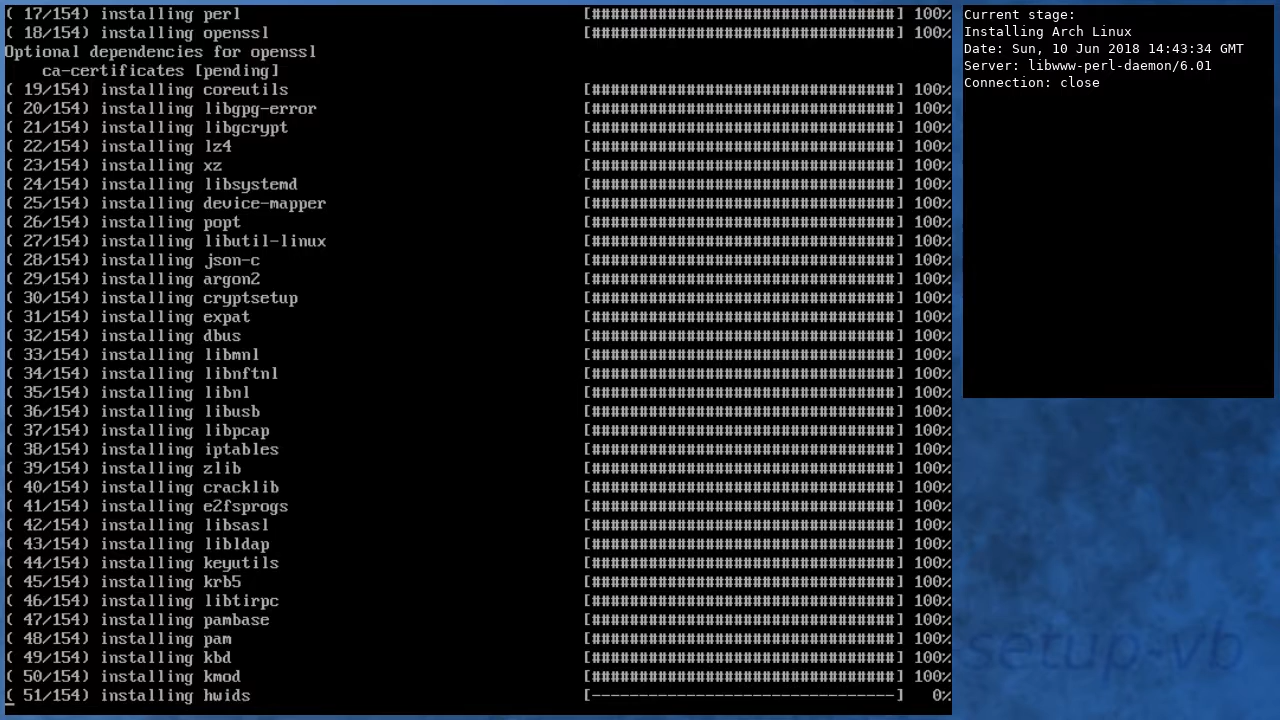 ( 17/154) installing perl [################################] 100%
( 18/154) installing openssl [################################] 100%
Optional dependencies for openssl
    ca-certificates [pending]
( 19/154) installing coreutils [################################] 100%
( 20/154) installing libgpg-error [################################] 100%
( 21/154) installing libgcrypt [################################] 100%
( 22/154) installing lz4 [################################] 100%
( 23/154) installing xz [################################] 100%
( 24/154) installing libsystemd [################################] 100%
( 25/154) installing device-mapper [################################] 100%
( 26/154) installing popt [################################] 100%
( 27/154) installing libutil-linux [################################] 100%
( 28/154) installing json-c [################################] 100%
( 29/154) installing argon2 [################################] 100%
( 30/154) installing cryptsetup [################################] 100%
( 31/154) installing expat [################################] 100%
( 32/154) installing dbus [################################] 100%
( 33/154) installing libmnl [################################] 100%
( 34/154) installing libnftnl [################################] 100%
( 35/154) installing libnl [################################] 100%
( 36/154) installing libusb [################################] 100%
( 37/154) installing libpcap [################################] 100%
( 38/154) installing iptables [################################] 100%
( 39/154) installing zlib [################################] 100%
( 40/154) installing cracklib [################################] 100%
( 41/154) installing e2fsprogs [################################] 100%
( 42/154) installing libsasl [################################] 100%
( 43/154) installing libldap [################################] 100%
( 44/154) installing keyutils [################################] 100%
( 45/154) installing krb5 [################################] 100%
( 46/154) installing libtirpc [################################] 100%
( 47/154) installing pambase [################################] 100%
( 48/154) installing pam [################################] 100%
( 49/154) installing kbd [################################] 100%
( 50/154) installing kmod [################################] 100%
( 51/154) installing hwids [--------------------------------] 0%
Current stage:
Installing Arch Linux
Date: Sun, 10 Jun 2018 14:43:34 GMT
Server: libwww-perl-daemon/6.01
Connection: close
setup-vb